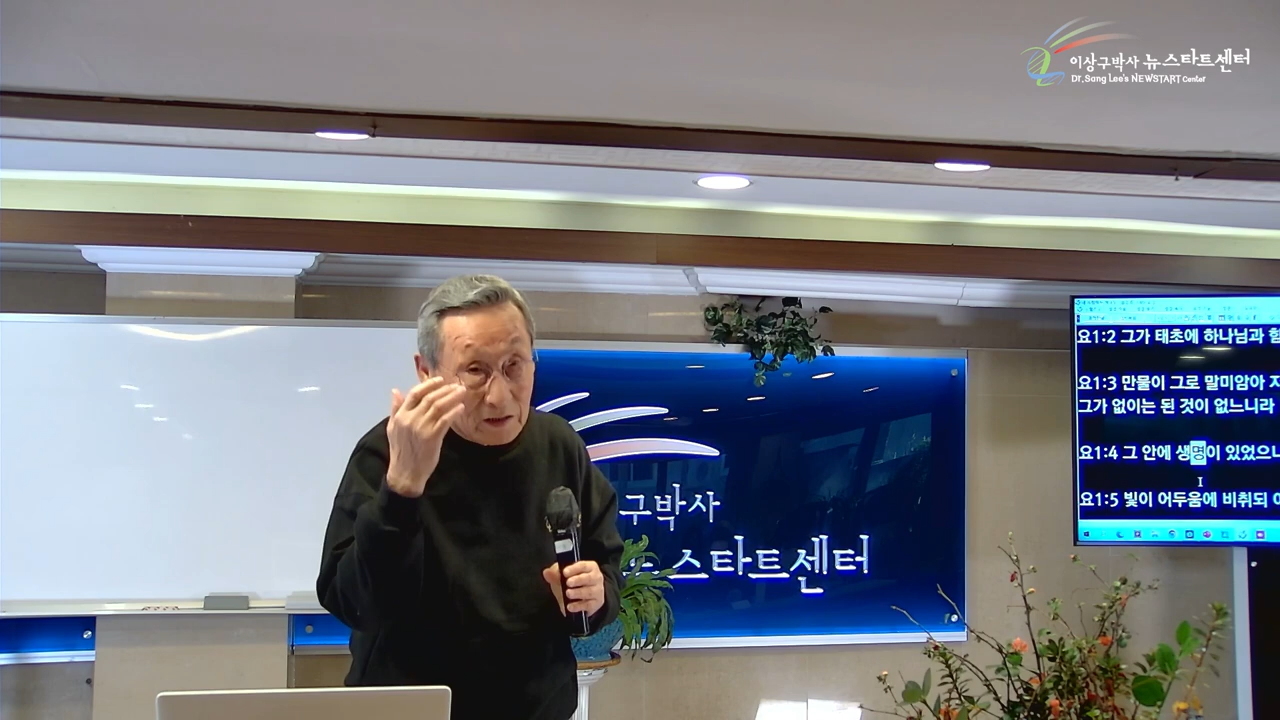 이상구박사 뉴스타트센터
Dr. Sang Lee's NEWSTART Center
요1:2 그가 태초에 하나님과 함
요1:3 만물이 그로 말미암아 지
그가 없이는 된 것이 없느니라
요1:4 그 안에 생명이 있었으니
요1:5 빛이 어두움에 비취되 어
구박사
뉴스타트센터